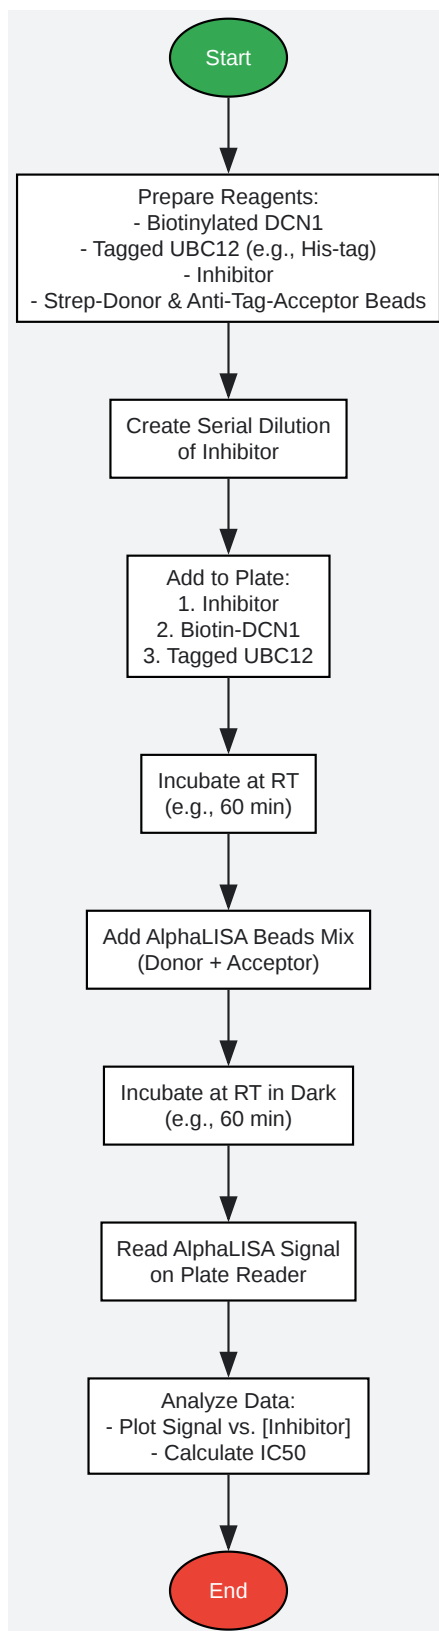 Start
Prepare Reagents:
- Biotinylated DCN1
- Tagged UBC12 (e.g., His-tag)
- Inhibitor
- Strep-Donor & Anti-Tag-Acceptor Beads
Create Serial Dilution
of Inhibitor
Add to Plate:
1. Inhibitor
2. Biotin-DCN1
3. Tagged UBC12
Incubate at RT
(e.g., 60 min)
Add AlphaLISA Beads Mix
(Donor + Acceptor)
Incubate at RT in Dark
(e.g., 60 min)
Read AlphaLISA Signal
on Plate Reader
Analyze Data:
- Plot Signal vs. [Inhibitor]
- Calculate IC50
End